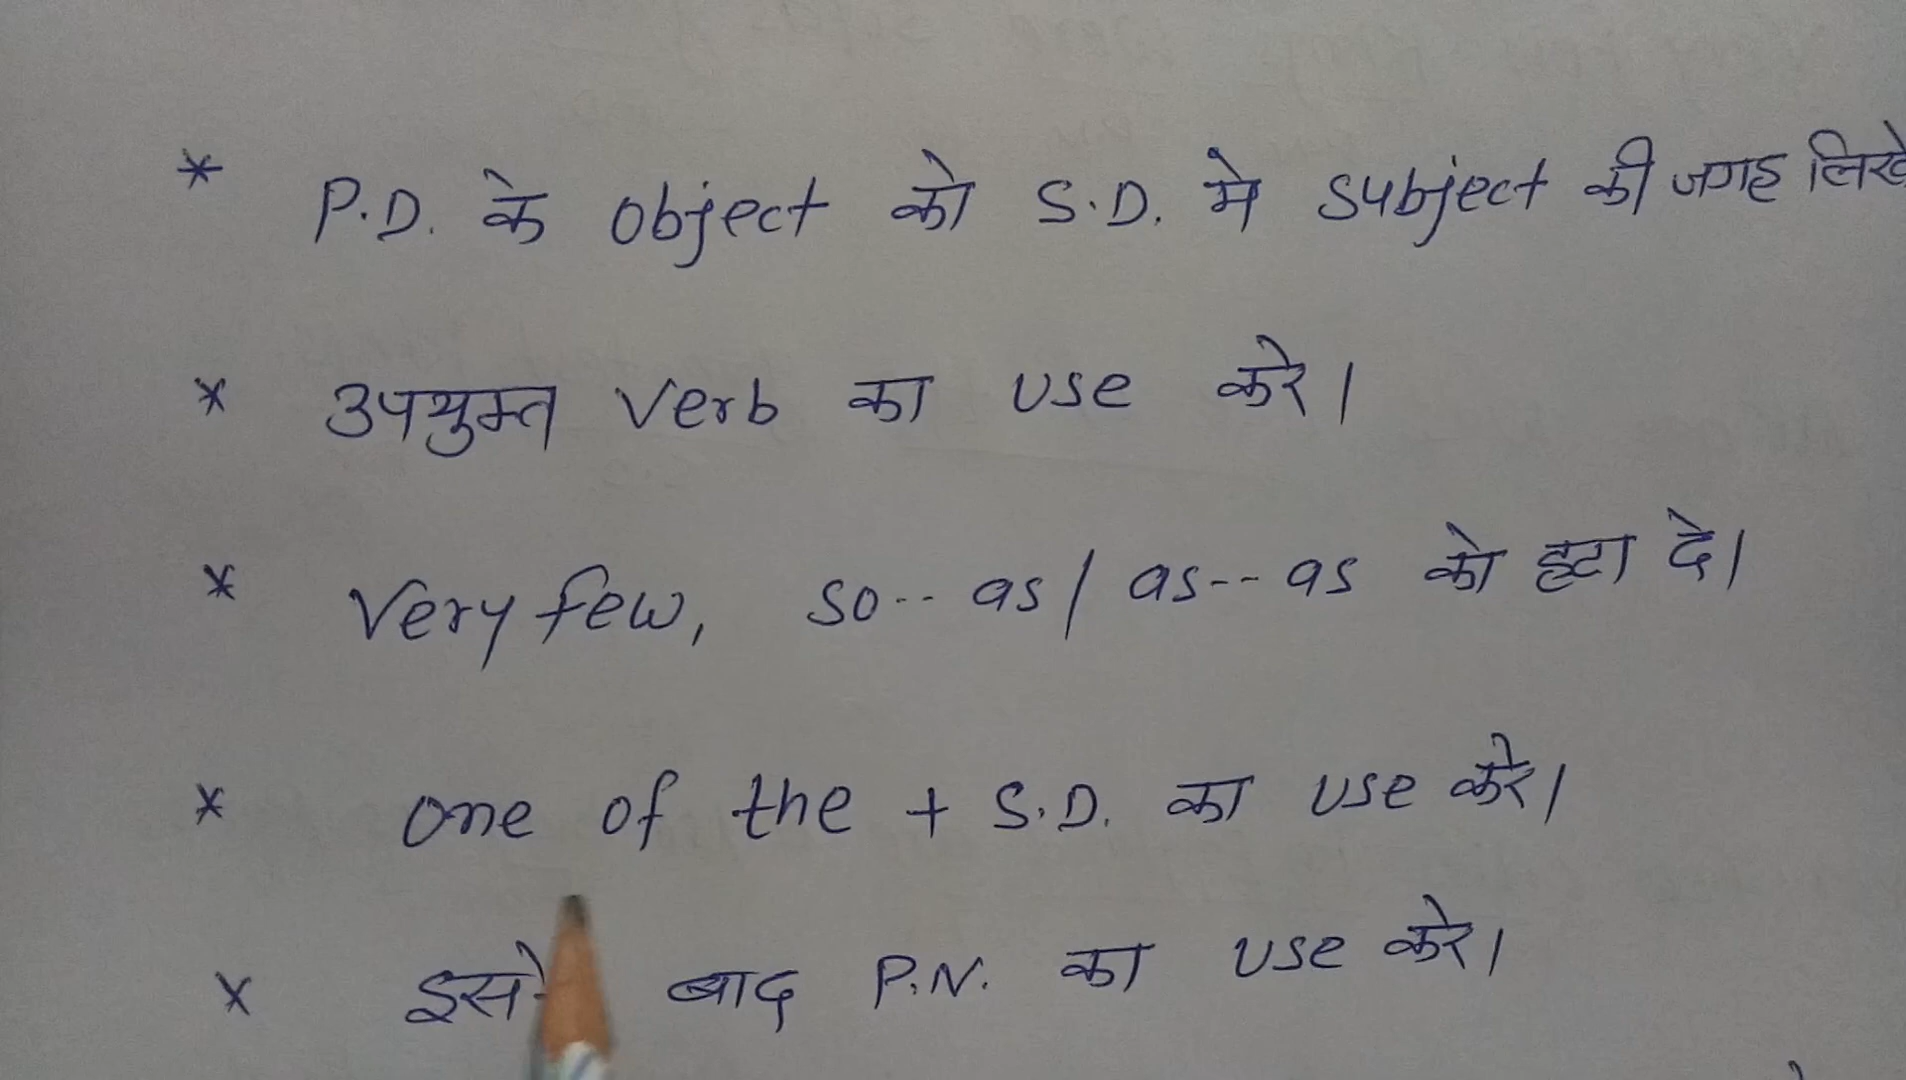 * P.D. के object को S.D. मे subject की जगह लिखे
* उपयुक्त verb का use करे।
* Very few, so-- as / as-- as को हटा दे।
* one of the + S.D. का use करे।
* बाद P.N. का use करे।